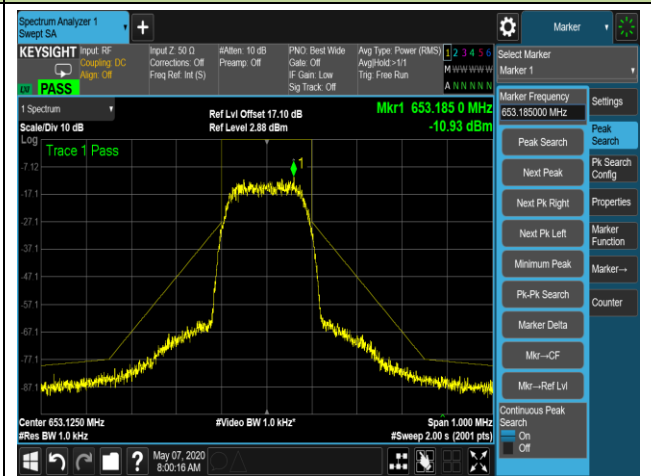 Spectrum Analyzer 1
Swept SA
+
Marker
KEYSIGHT
Input: RF
Coupling: DC
Align: Off
Input Z: 50 Ω
Corrections: Off
Freq Ref: Int (S)
#Atten: 10 dB
Preamp: Off
PNO: Best Wide
Gate: Off
IF Gain: Low
Sig Track: Off
Avg Type: Power (RMS)
Avg|Hold:>1/1
Trig: Free Run
1 2 3 4 5 6
M W W W W W
A N N N N N
LXI
PASS
Select Marker
Marker 1
1 Spectrum
Scale/Div 10 dB
Log
Ref Lvl Offset 17.10 dB
Ref Level 2.88 dBm
Mkr1 653.185 0 MHz
-10.93 dBm
Trace 1 Pass
1
-7.12
-17.1
-27.1
-37.1
-47.1
-57.1
-67.1
-77.1
-87.1
Center 653.1250 MHz
#Res BW 1.0 kHz
#Video BW 1.0 kHz*
Span 1.000 MHz
#Sweep 2.00 s (2001 pts)
Marker Frequency
653.185000 MHz
Peak Search
Next Peak
Next Pk Right
Next Pk Left
Minimum Peak
Pk-Pk Search
Marker Delta
Mkr→CF
Mkr→Ref Lvl
Continuous Peak
Search
On
Off
Settings
Peak
Search
Pk Search
Config
Properties
Marker
Function
Marker→
Counter
?
May 07, 2020
8:00:16 AM